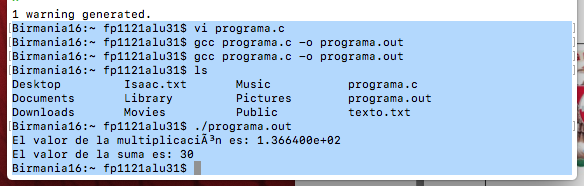 1 warning generated.
[Birmania16:~ fp1121alu31$ vi programa.c
[Birmania16:~ fp1121alu31$ gcc programa.c -o programa.out
[Birmania16:~ fp1121alu31$ gcc programa.c -o programa.out
[Birmania16:~ fp1121alu31$ ls
Desktop Isaac.txt Music programa.c
Documents Library Pictures programa.out
Downloads Movies Public texto.txt
[Birmania16:~ fp1121alu31$ ./programa.out
El valor de la multiplicaciÃ³n es: 1.366400e+02
El valor de la suma es: 30
Birmania16:~ fp1121alu31$